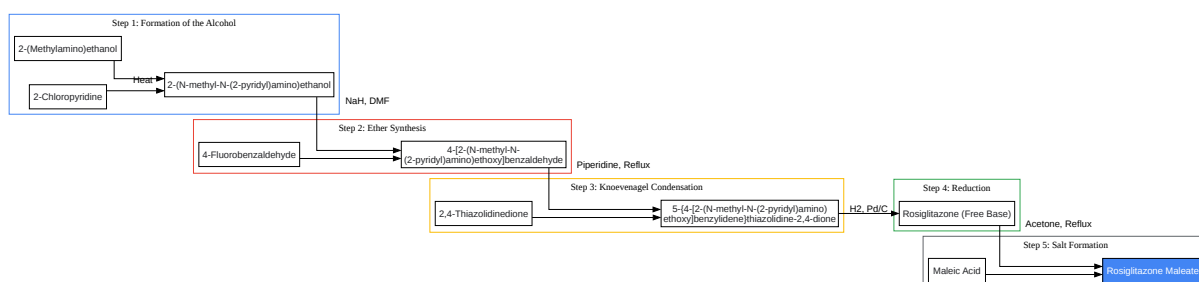 Step 1: Formation of the Alcohol
2-(Methylamino)ethanol
Heat
2-(N-methyl-N-(2-pyridyl)amino)ethanol
2-Chloropyridine
NaH, DMF
Step 2: Ether Synthesis
4-Fluorobenzaldehyde
4-[2-(N-methyl-N-
(2-pyridyl)amino)ethoxy]benzaldehyde
Piperidine, Reflux
Step 3: Knoevenagel Condensation
2,4-Thiazolidinedione
5-{4-[2-(N-methyl-N-(2-pyridyl)amino)
ethoxy]benzylidene}thiazolidine-2,4-dione
H2, Pd/C
Step 4: Reduction
Rosiglitazone (Free Base)
Acetone, Reflux
Step 5: Salt Formation
Maleic Acid
Rosiglitazone Maleate